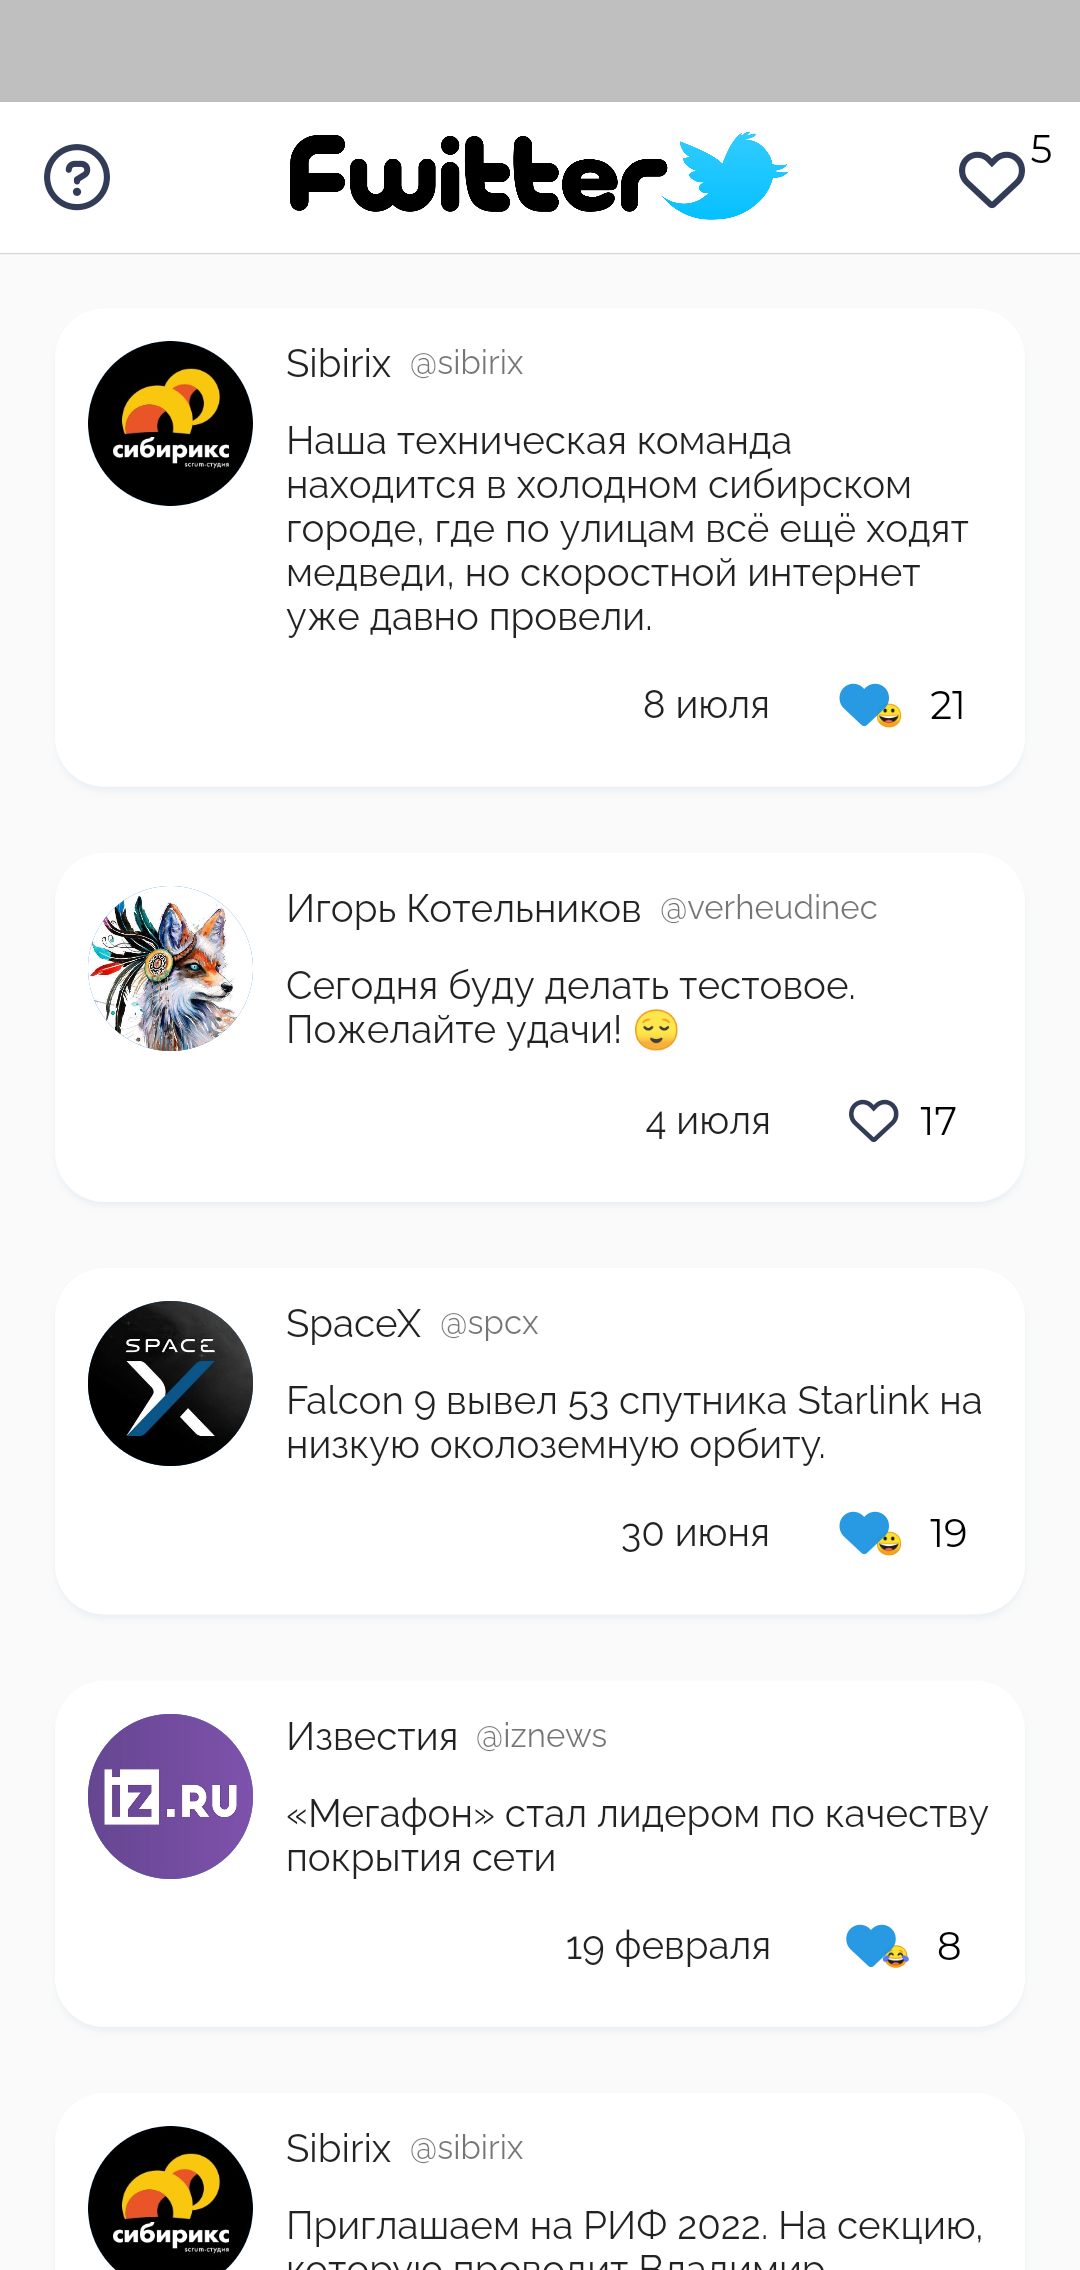 Fwitter
5
Sibirix @sibirix
сибирикс
scrum-студия
Наша техническая команда
находится в холодном сибирском
городе, где по улицам всё ещё ходят
медведи, но скоростной интернет
уже давно провели.
8 июля 😀 21
Игорь Котельников @verheudinec
Сегодня буду делать тестовое.
Пожелайте удачи! 😌
4 июля 17
SpaceX @spcx
SPACE
X
Falcon 9 вывел 53 спутника Starlink на
низкую околоземную орбиту.
30 июня 😀 19
Известия @iznews
iz.RU
«Мегафон» стал лидером по качеству
покрытия сети
19 февраля 😂 8
Sibirix @sibirix
сибирикс
scrum-студия
Приглашаем на РИФ 2022. На секцию,
которую проводит Владимир